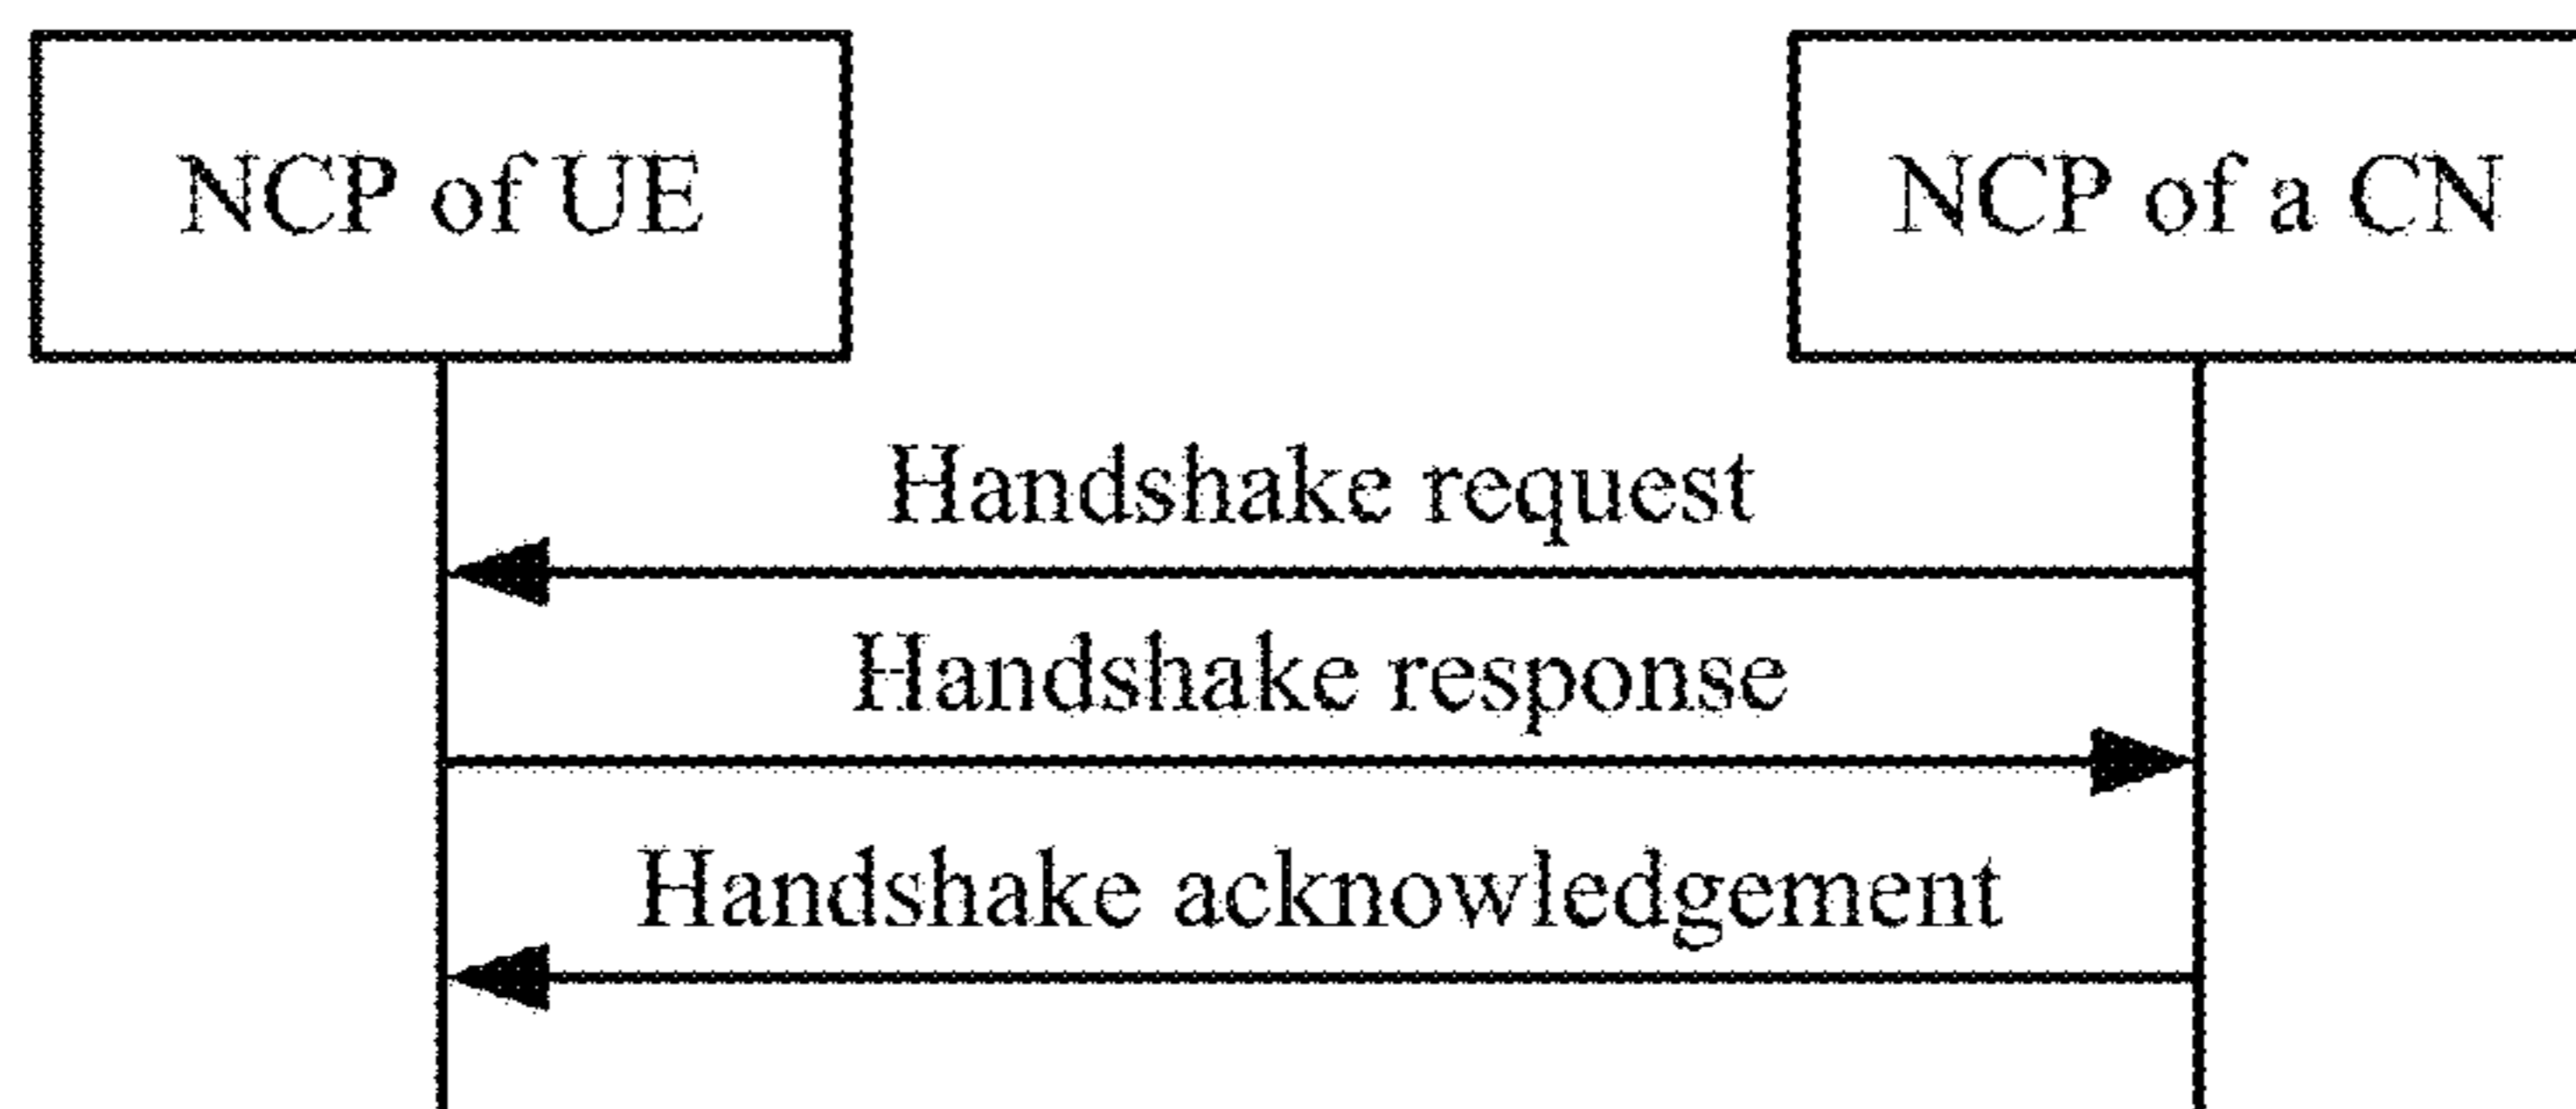 NCP of UE
NCP of a CN
Handshake request
Handshake response
Handshake acknowledgement